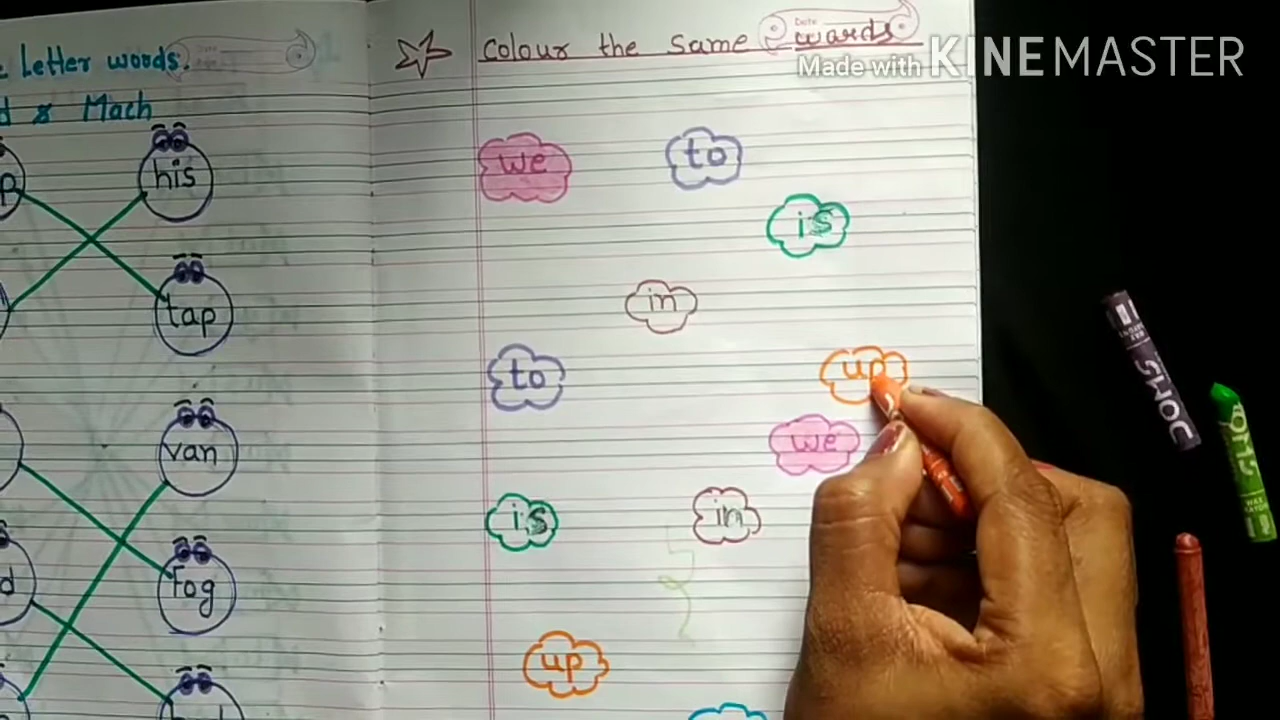 Letter words.
Mach
his
tap
van
fog
Colour the same words
Date
Made with KINEMASTER
we
to
is
in
to
up
we
is
in
up
DOMS
DOMS